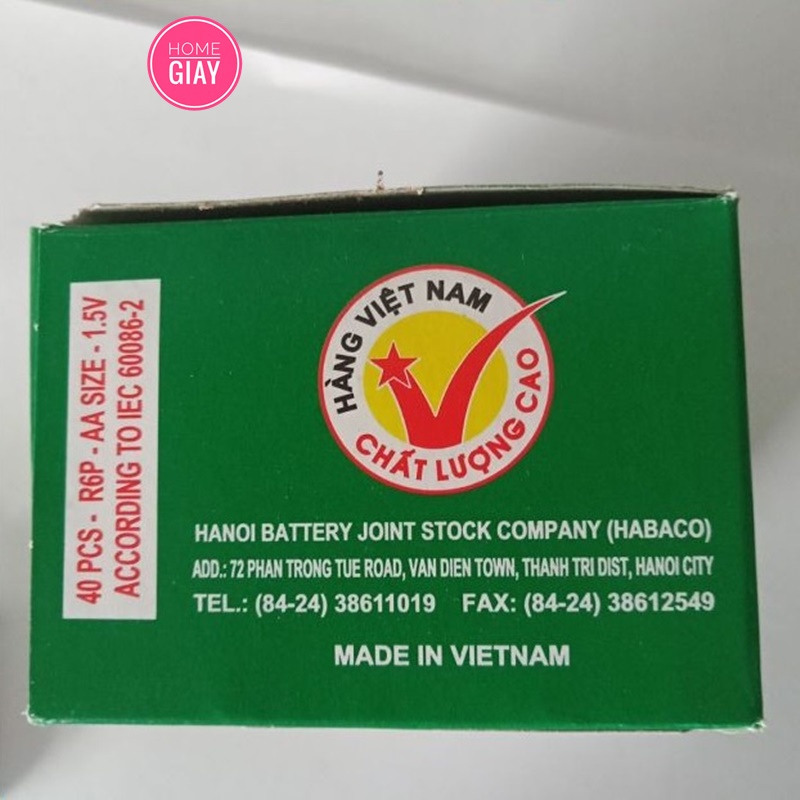 HOME
GIAY
HÀNG VIỆT NAM
CHẤT LƯỢNG CAO
40 PCS - R6P - AA SIZE - 1.5V
ACCORDING TO IEC 60086-2
HANOI BATTERY JOINT STOCK COMPANY (HABACO)
ADD.: 72 PHAN TRONG TUE ROAD, VAN DIEN TOWN, THANH TRI DIST, HANOI CITY
TEL.: (84-24) 38611019 FAX: (84-24) 38612549
MADE IN VIETNAM